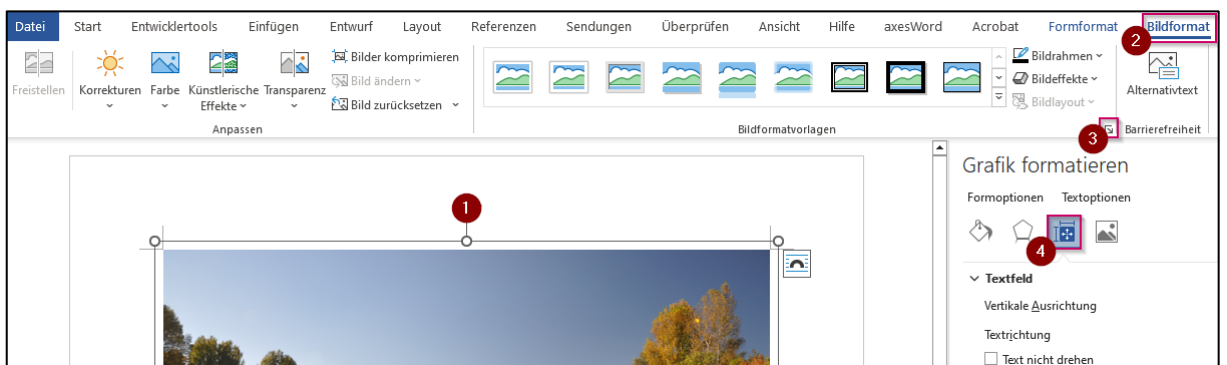 Datei Start Entwicklertools Einfügen Entwurf Layout Referenzen Sendungen Überprüfen Ansicht Hilfe axesWord Acrobat Formformat Bildformat
2
Freistellen
Korrekturen
Farbe
Künstlerische
Effekte
Transparenz
Bilder komprimieren
Bild ändern
Bild zurücksetzen
Bildrahmen
Bildeffekte
Bildlayout
Alternativtext
Anpassen
Bildformatvorlagen
3
Barrierefreiheit
Grafik formatieren
Formoptionen Textoptionen
1
4
Textfeld
Vertikale Ausrichtung
Textrichtung
Text nicht drehen